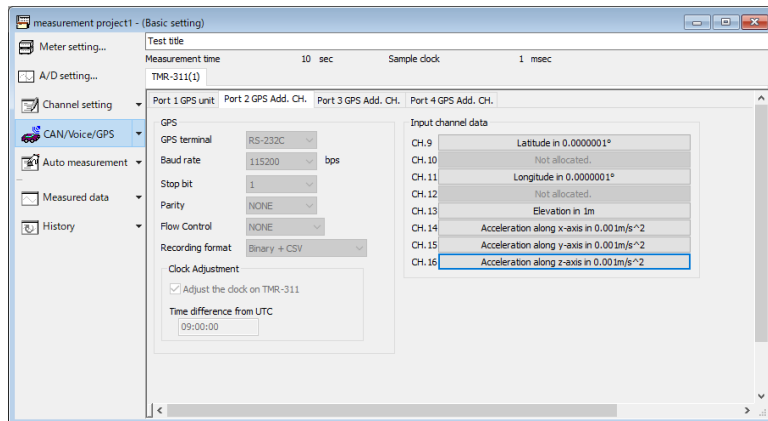 measurement project1 - (Basic setting)
Meter setting...
A/D setting...
Channel setting
CAN/Voice/GPS
Auto measurement
Measured data
History
Test title
Measurement time 10 sec Sample clock 1 msec
TMR-311(1)
Port 1 GPS unit Port 2 GPS Add. CH. Port 3 GPS Add. CH. Port 4 GPS Add. CH.
GPS
GPS terminal RS-232C
Baud rate 115200 bps
Stop bit 1
Parity NONE
Flow Control NONE
Recording format Binary + CSV
Clock Adjustment
Adjust the clock on TMR-311
Time difference from UTC
09:00:00
Input channel data
CH.9 Latitude in 0.0000001°
CH.10 Not allocated.
CH.11 Longitude in 0.0000001°
CH.12 Not allocated.
CH.13 Elevation in 1m
CH.14 Acceleration along x-axis in 0.001m/s^2
CH.15 Acceleration along y-axis in 0.001m/s^2
CH.16 Acceleration along z-axis in 0.001m/s^2